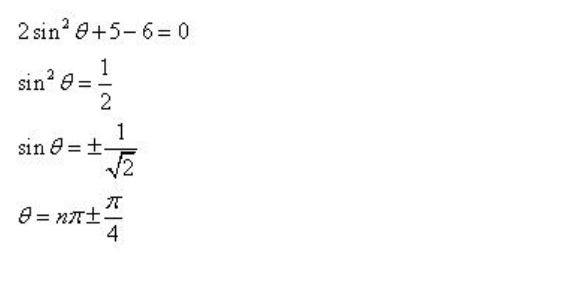 2 sin² θ+5− 6= 0
sin² θ = 1/2
sin θ = ± 1/√2
θ = nπ± π/4